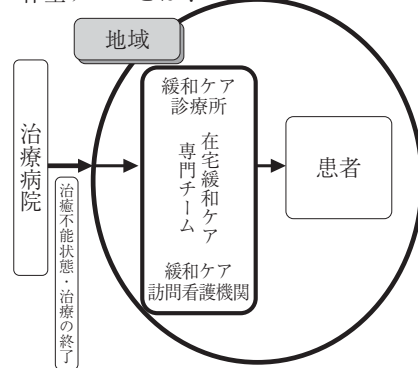 地域
治療病院
治癒不能状態・治療の終了
緩和ケア
診療所
在宅緩和ケア
専門チーム
緩和ケア
訪問看護機関
患者